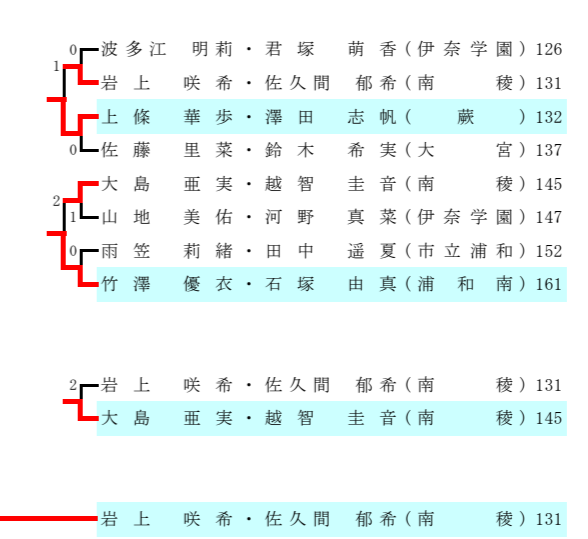 0 波多江 明莉・君塚 萌香(伊奈学園) 126
1
岩上 咲希・佐久間 郁希(南稜) 131
上條 華歩・澤田 志帆(蕨) 132
0 佐藤 里菜・鈴木 希実(大宮) 137
大島 亜実・越智 圭音(南稜) 145
2
1 山地 美佑・河野 真菜(伊奈学園) 147
0 雨笠 莉緒・田中 遥夏(市立浦和) 152
竹澤 優衣・石塚 由真(浦和南) 161
2 岩上 咲希・佐久間 郁希(南稜) 131
大島 亜実・越智 圭音(南稜) 145
岩上 咲希・佐久間 郁希(南稜) 131